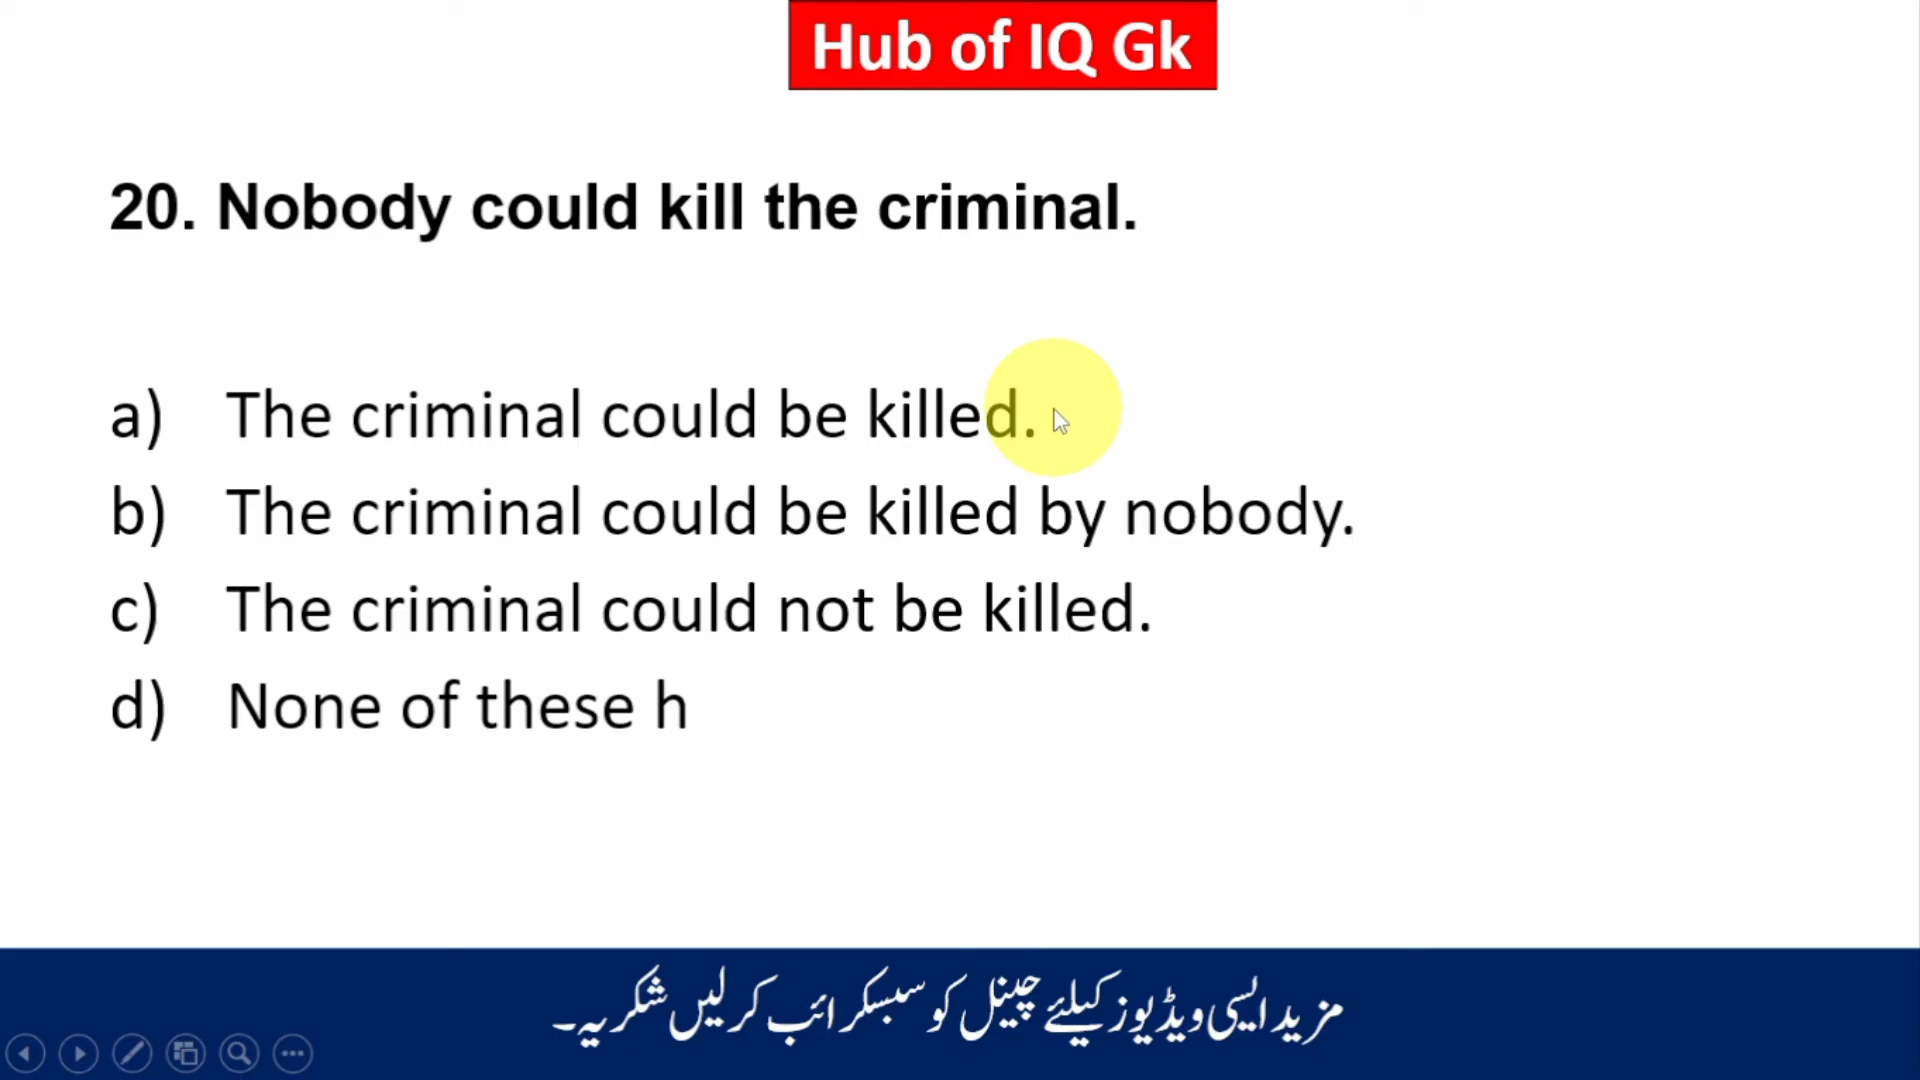 Hub of IQ Gk
20. Nobody could kill the criminal.
a) The criminal could be killed.
b) The criminal could be killed by nobody.
c) The criminal could not be killed.
d) None of these h
مزید ایسی ویڈیوز کیلئے چینل کو سبسکرائب کر لیں شکریہ۔